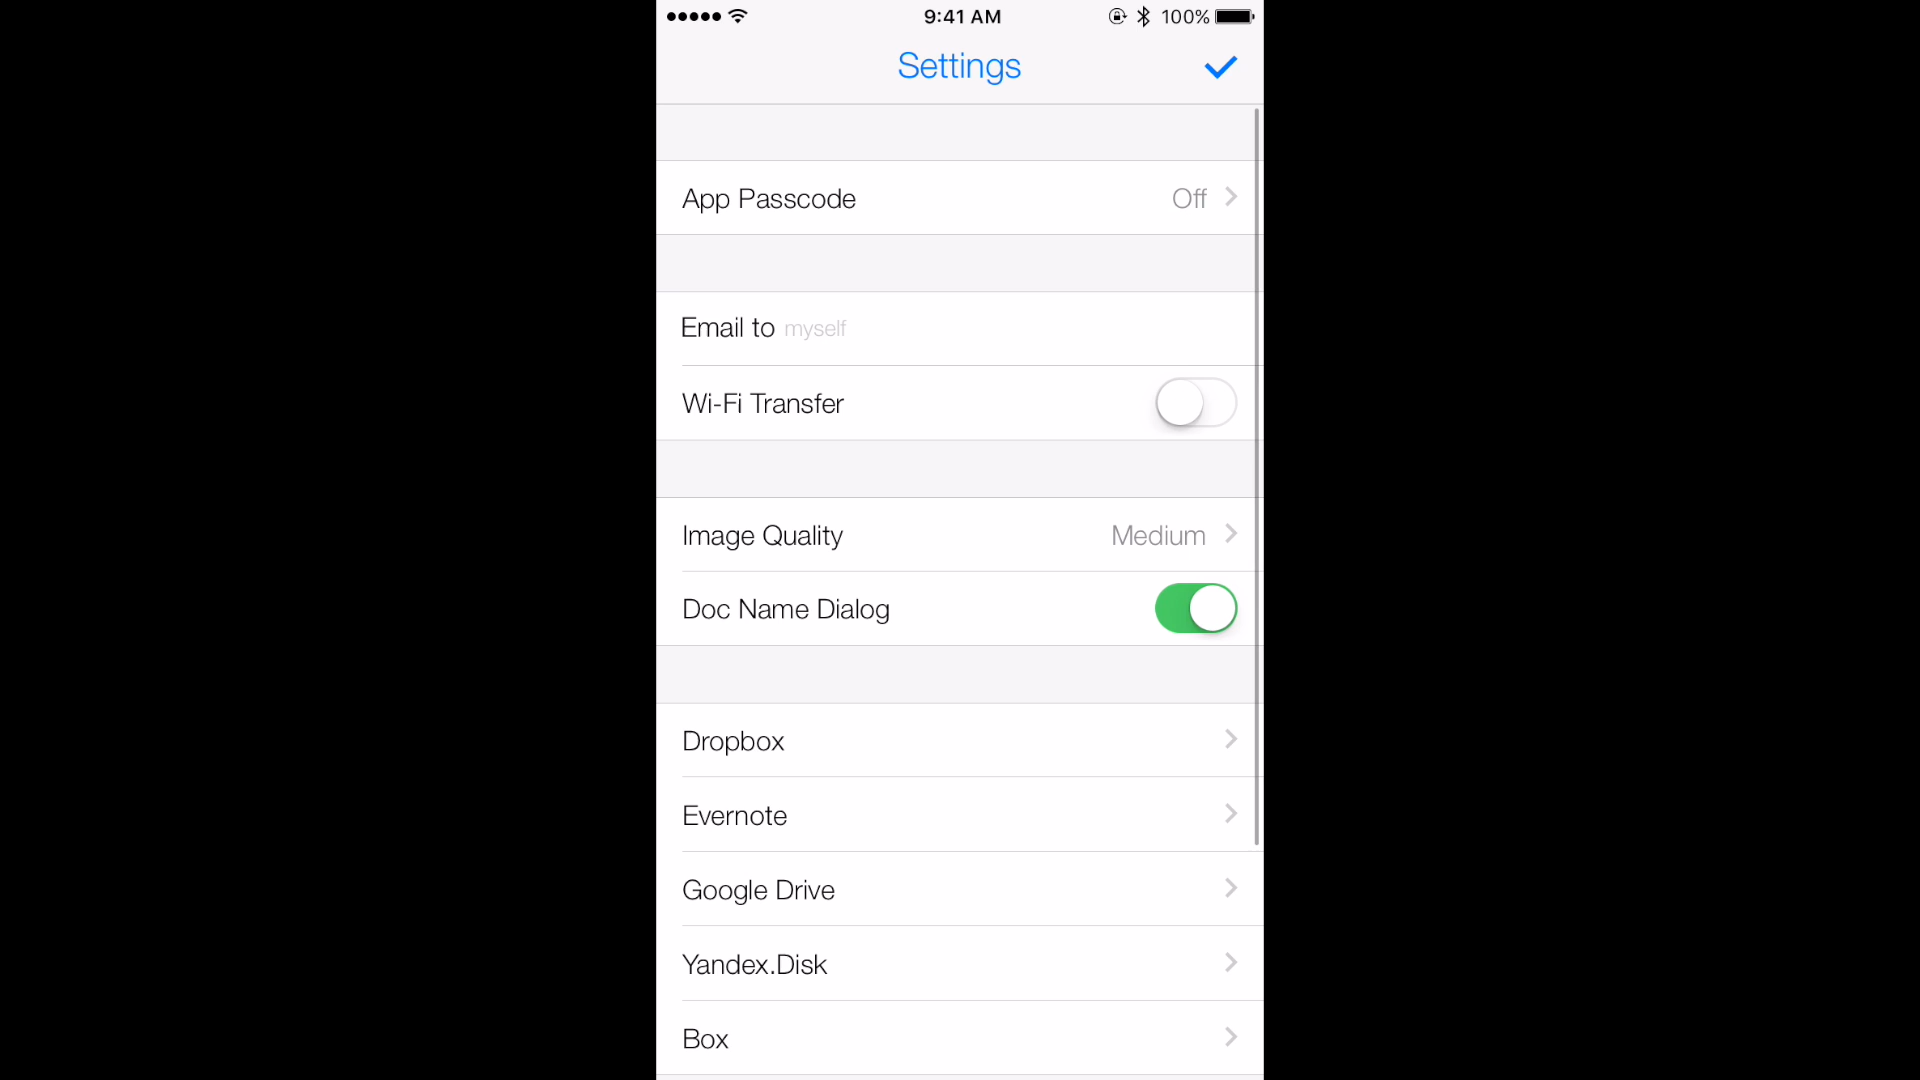 9:41 AM 100%
Settings
App Passcode Off
Email to myself
Wi-Fi Transfer
Image Quality Medium
Doc Name Dialog
Dropbox
Evernote
Google Drive
Yandex.Disk
Box